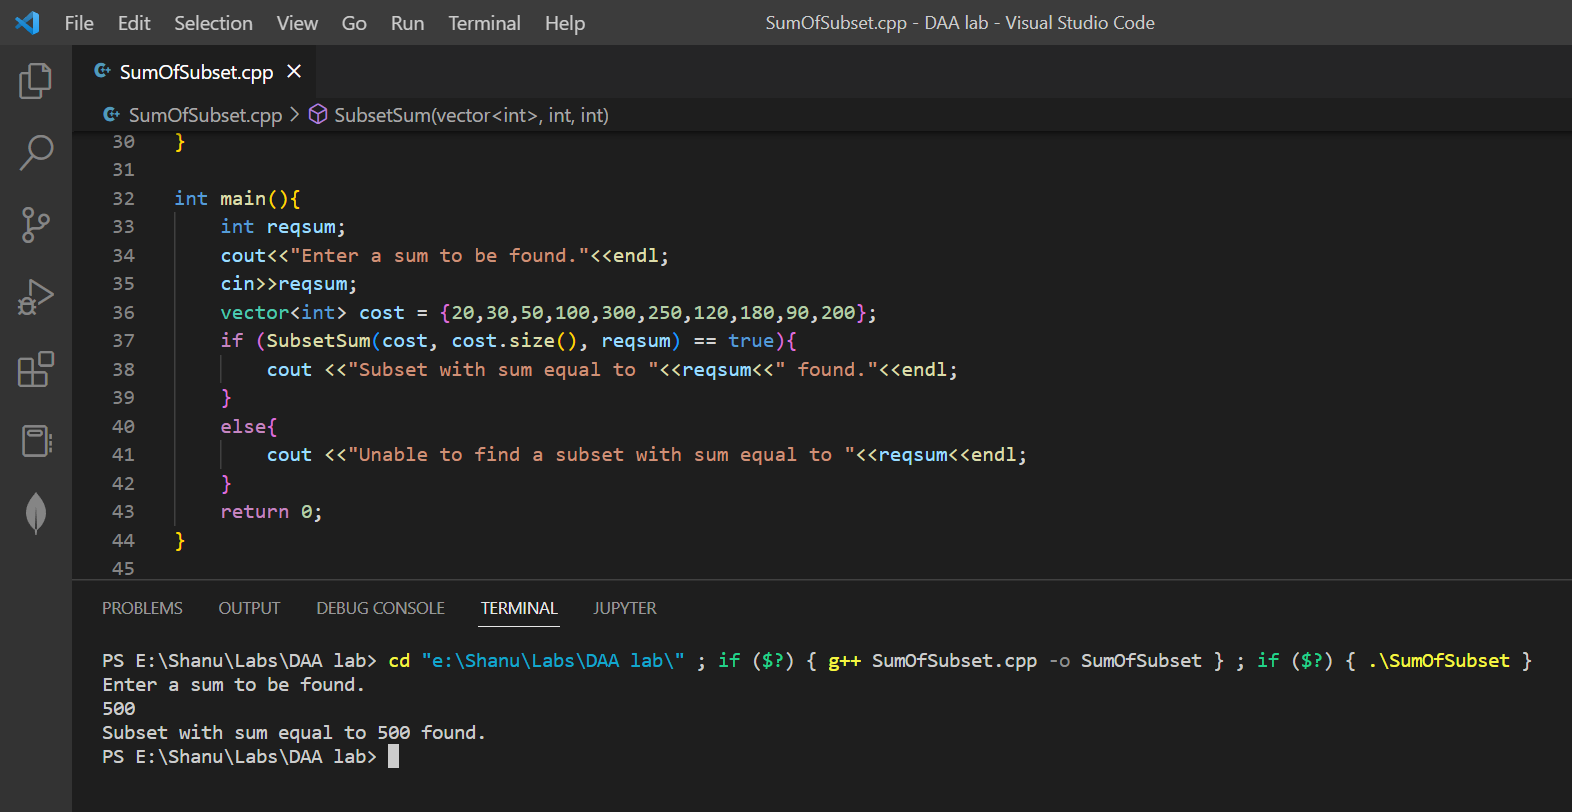 File Edit Selection View Go Run Terminal Help SumOfSubset.cpp - DAA lab - Visual Studio Code
SumOfSubset.cpp
SumOfSubset.cpp > SubsetSum(vector<int>, int, int)
30 }
31
32 int main(){
33     int reqsum;
34     cout<<"Enter a sum to be found."<<endl;
35     cin>>reqsum;
36     vector<int> cost = {20,30,50,100,300,250,120,180,90,200};
37     if (SubsetSum(cost, cost.size(), reqsum) == true){
38         cout <<"Subset with sum equal to "<<reqsum<<" found."<<endl;
39     }
40     else{
41         cout <<"Unable to find a subset with sum equal to "<<reqsum<<endl;
42     }
43     return 0;
44 }
45
PROBLEMS OUTPUT DEBUG CONSOLE TERMINAL JUPYTER
PS E:\Shanu\Labs\DAA lab> cd "e:\Shanu\Labs\DAA lab\" ; if ($?) { g++ SumOfSubset.cpp -o SumOfSubset } ; if ($?) { .\SumOfSubset }
Enter a sum to be found.
500
Subset with sum equal to 500 found.
PS E:\Shanu\Labs\DAA lab>